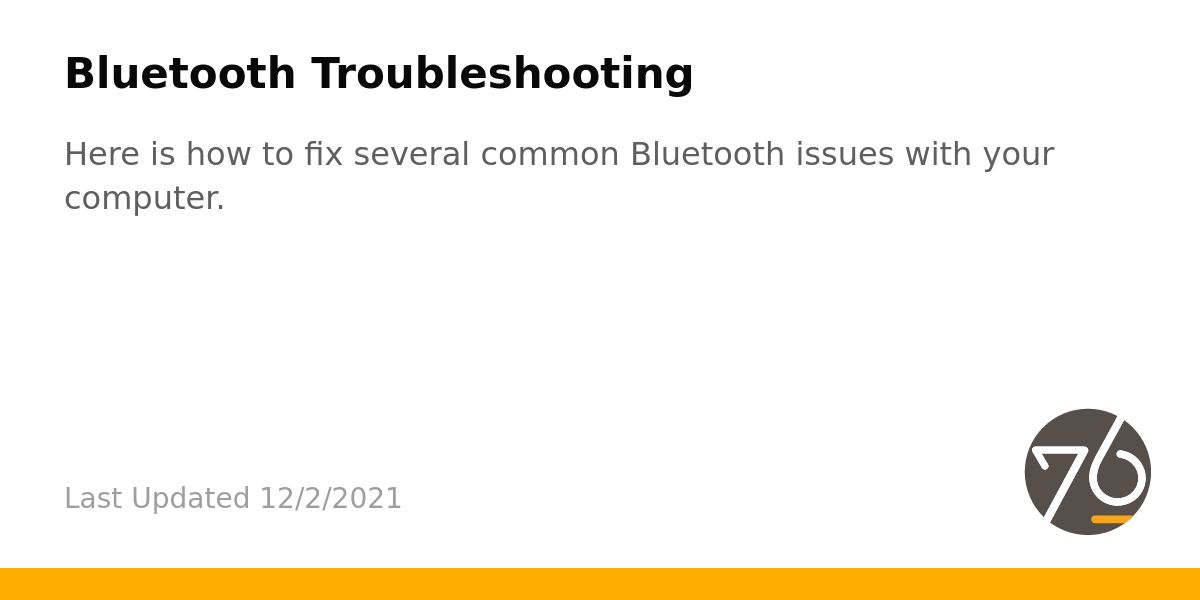 Bluetooth Troubleshooting
Here is how to fix several common Bluetooth issues with your
computer.
Last Updated 12/2/2021
76